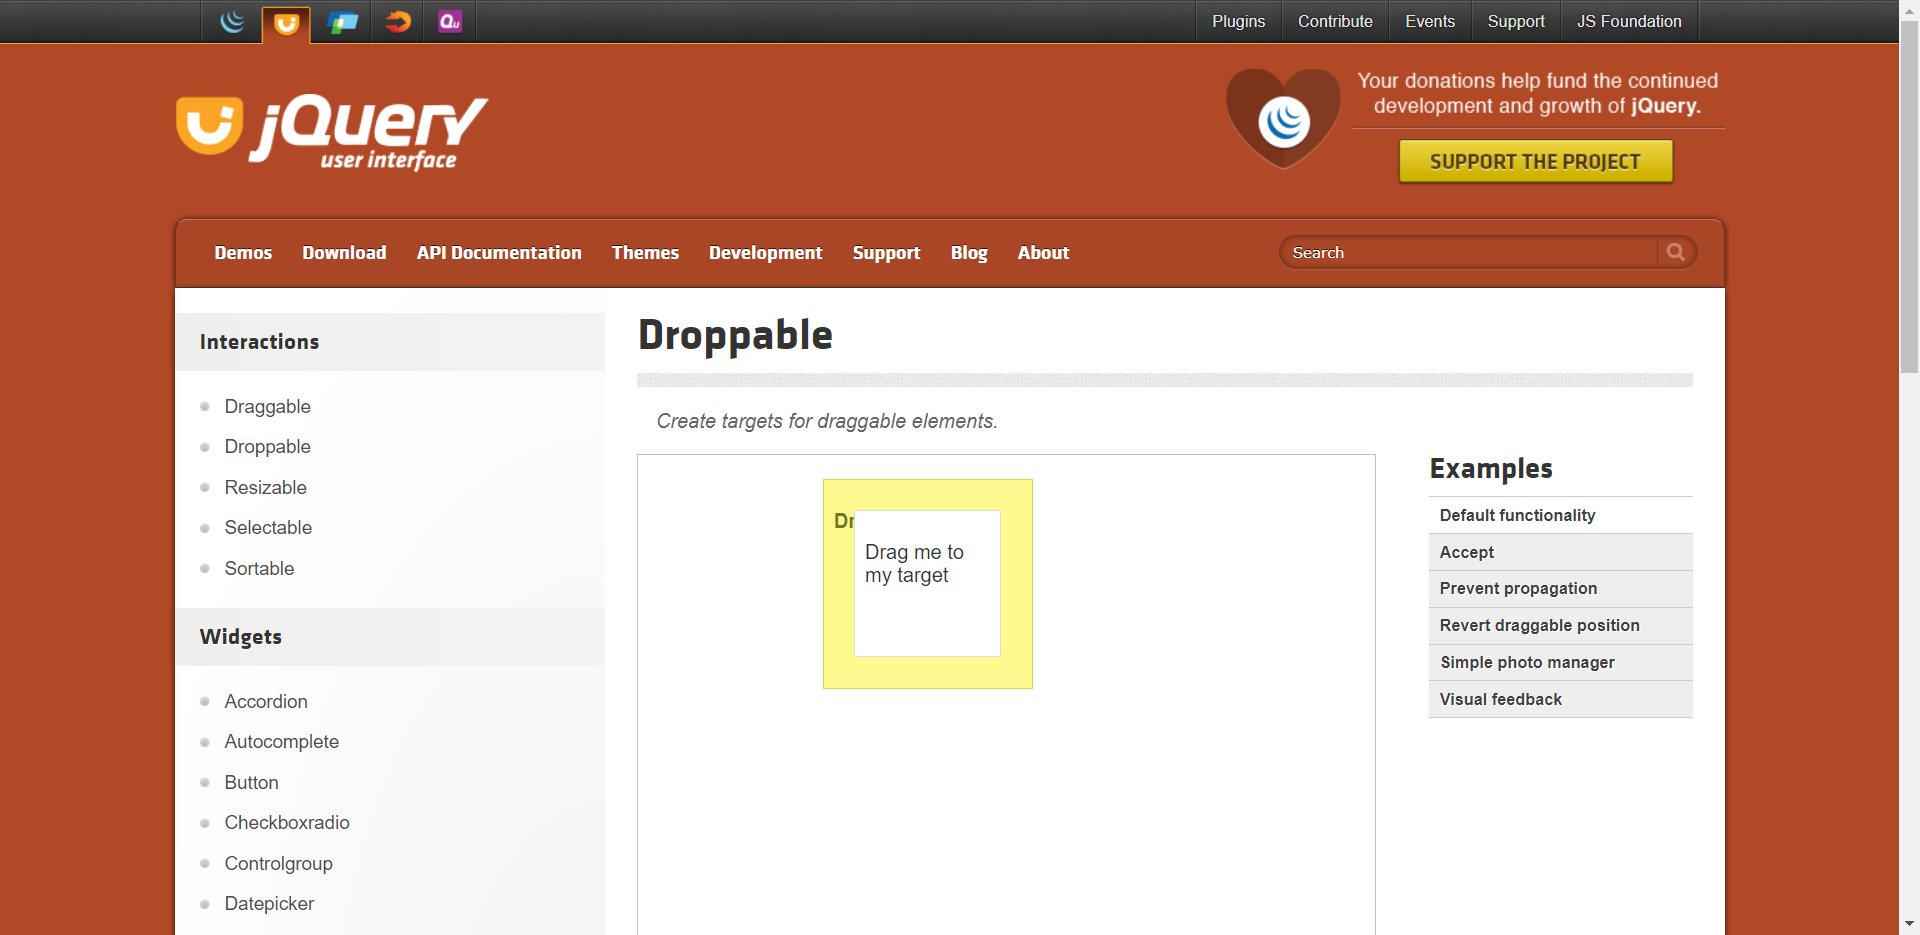 Qu
Plugins
Contribute
Events
Support
JS Foundation
jQuery
user interface
Your donations help fund the continued
development and growth of jQuery.
SUPPORT THE PROJECT
Demos
Download
API Documentation
Themes
Development
Support
Blog
About
Search
Interactions
Draggable
Droppable
Resizable
Selectable
Sortable
Widgets
Accordion
Autocomplete
Button
Checkboxradio
Controlgroup
Datepicker
Droppable
Create targets for draggable elements.
Dr
Drag me to
my target
Examples
Default functionality
Accept
Prevent propagation
Revert draggable position
Simple photo manager
Visual feedback